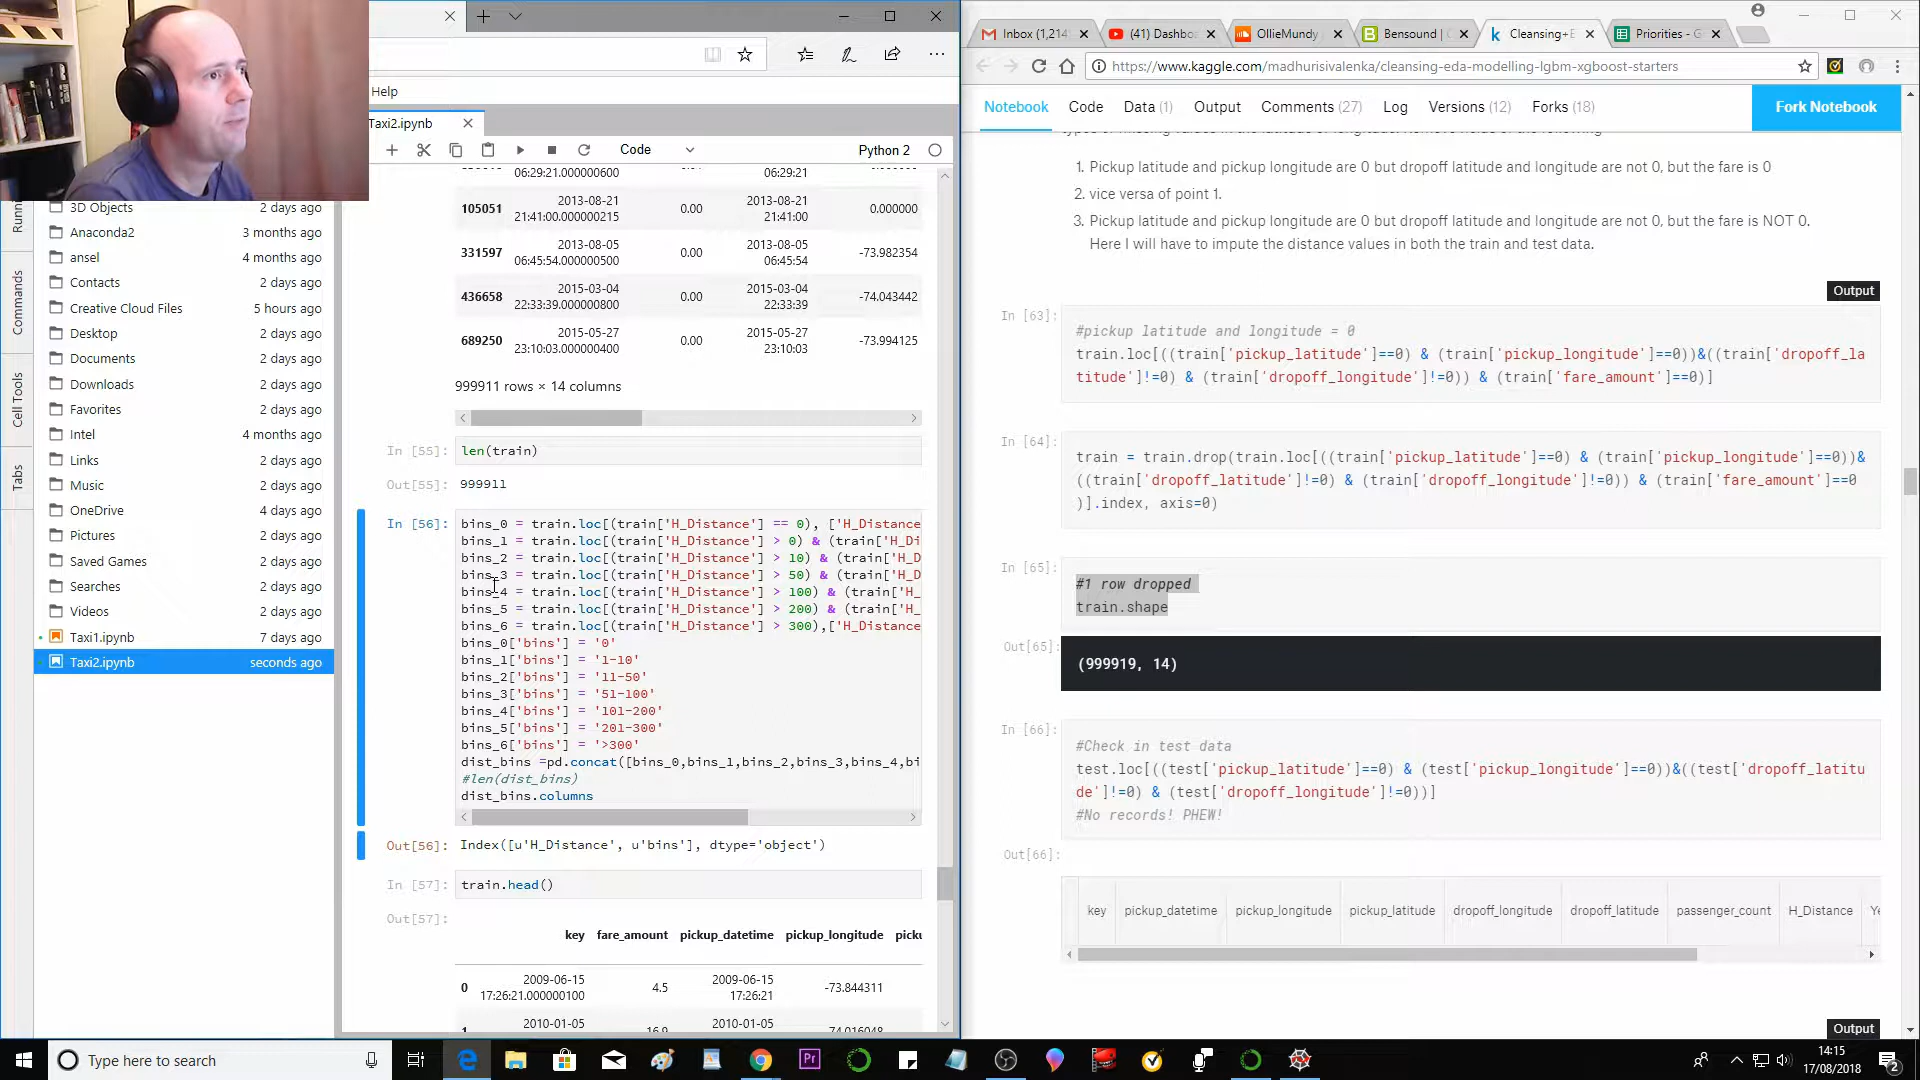 Help
Taxi2.ipynb
Code
Python 2
Running
Commands
Cell Tools
Tabs
3D Objects 2 days ago
Anaconda2 3 months ago
ansel 4 months ago
Contacts 2 days ago
Creative Cloud Files 5 hours ago
Desktop 2 days ago
Documents 2 days ago
Downloads 2 days ago
Favorites 2 days ago
Intel 4 months ago
Links 2 days ago
Music 2 days ago
OneDrive 4 days ago
Pictures 2 days ago
Saved Games 2 days ago
Searches 2 days ago
Videos 2 days ago
Taxi1.ipynb 7 days ago
Taxi2.ipynb seconds ago
06:29:21.000000600 06:29:21
105051 2013-08-21 21:41:00.000000215 0.00 2013-08-21 21:41:00 0.000000
331597 2013-08-05 06:45:54.000000500 0.00 2013-08-05 06:45:54 -73.982354
436658 2015-03-04 22:33:39.000000800 0.00 2015-03-04 22:33:39 -74.043442
689250 2015-05-27 23:10:03.000000400 0.00 2015-05-27 23:10:03 -73.994125
999911 rows × 14 columns
In [55]: len(train)
Out[55]: 999911
In [56]: bins_0 = train.loc[(train['H_Distance'] == 0), ['H_Distance
bins_1 = train.loc[(train['H_Distance'] > 0) & (train['H_Di
bins_2 = train.loc[(train['H_Distance'] > 10) & (train['H_D
bins_3 = train.loc[(train['H_Distance'] > 50) & (train['H_D
bins_4 = train.loc[(train['H_Distance'] > 100) & (train['H_
bins_5 = train.loc[(train['H_Distance'] > 200) & (train['H_
bins_6 = train.loc[(train['H_Distance'] > 300),['H_Distance
bins_0['bins'] = '0'
bins_1['bins'] = '1-10'
bins_2['bins'] = '11-50'
bins_3['bins'] = '51-100'
bins_4['bins'] = '101-200'
bins_5['bins'] = '201-300'
bins_6['bins'] = '>300'
dist_bins =pd.concat([bins_0,bins_1,bins_2,bins_3,bins_4,bi
#len(dist_bins)
dist_bins.columns
Out[56]: Index([u'H_Distance', u'bins'], dtype='object')
In [57]: train.head()
Out[57]:
key fare_amount pickup_datetime pickup_longitude picku
0 2009-06-15 17:26:21.000000100 4.5 2009-06-15 17:26:21 -73.844311
1 2010-01-05 16.9 2010-01-05 -74.016048
Inbox (1,214
(41) Dashbo
OllieMundy
Bensound | 
Cleansing+E
Priorities - G
https://www.kaggle.com/madhurisivalenka/cleansing-eda-modelling-lgbm-xgboost-starters
Notebook Code Data (1) Output Comments (27) Log Versions (12) Forks (18) Fork Notebook
1. Pickup latitude and pickup longitude are 0 but dropoff latitude and longitude are not 0, but the fare is 0
2. vice versa of point 1.
3. Pickup latitude and pickup longitude are 0 but dropoff latitude and longitude are not 0, but the fare is NOT 0.
Here I will have to impute the distance values in both the train and test data.
Output
In [63]:
#pickup latitude and longitude = 0
train.loc[((train['pickup_latitude']==0) & (train['pickup_longitude']==0))&((train['dropoff_la
titude']!=0) & (train['dropoff_longitude']!=0)) & (train['fare_amount']==0)]
In [64]:
train = train.drop(train.loc[((train['pickup_latitude']==0) & (train['pickup_longitude']==0))&
((train['dropoff_latitude']!=0) & (train['dropoff_longitude']!=0)) & (train['fare_amount']==0
)].index, axis=0)
In [65]:
#1 row dropped
train.shape
Out[65]:
(999919, 14)
In [66]:
#Check in test data
test.loc[((test['pickup_latitude']==0) & (test['pickup_longitude']==0))&((test['dropoff_latitu
de']!=0) & (test['dropoff_longitude']!=0))]
#No records! PHEW!
Out[66]:
key pickup_datetime pickup_longitude pickup_latitude dropoff_longitude dropoff_latitude passenger_count H_Distance Ye
Output
Type here to search
14:15
17/08/2018
2